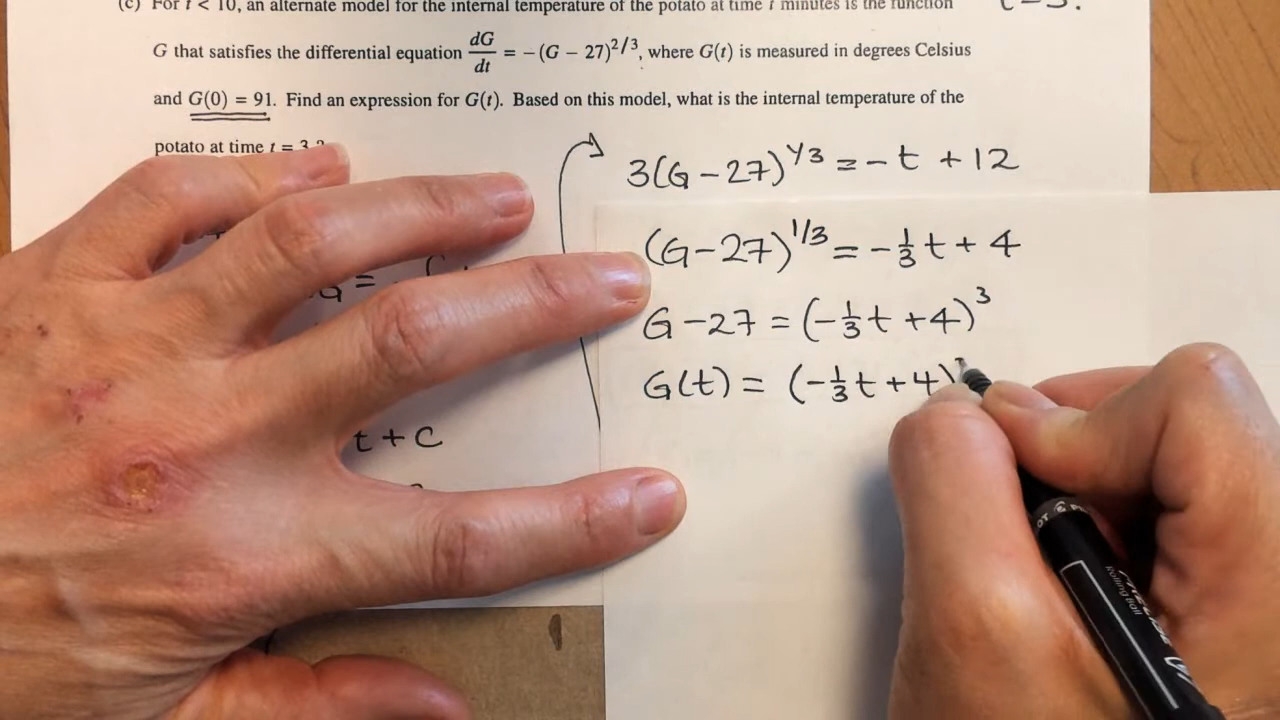 (c) For t < 10, an alternate model for the internal temperature of the potato at time t minutes is the function
G that satisfies the differential equation dG/dt = −(G − 27)^2/3, where G(t) is measured in degrees Celsius
and G(0) = 91. Find an expression for G(t). Based on this model, what is the internal temperature of the
potato at time t = 3?
t + C
3(G − 27)^1/3 = − t + 12
(G − 27)^1/3 = −1/3 t + 4
G − 27 = (−1/3 t + 4)^3
G(t) = (−1/3 t + 4)
Rolling Ball